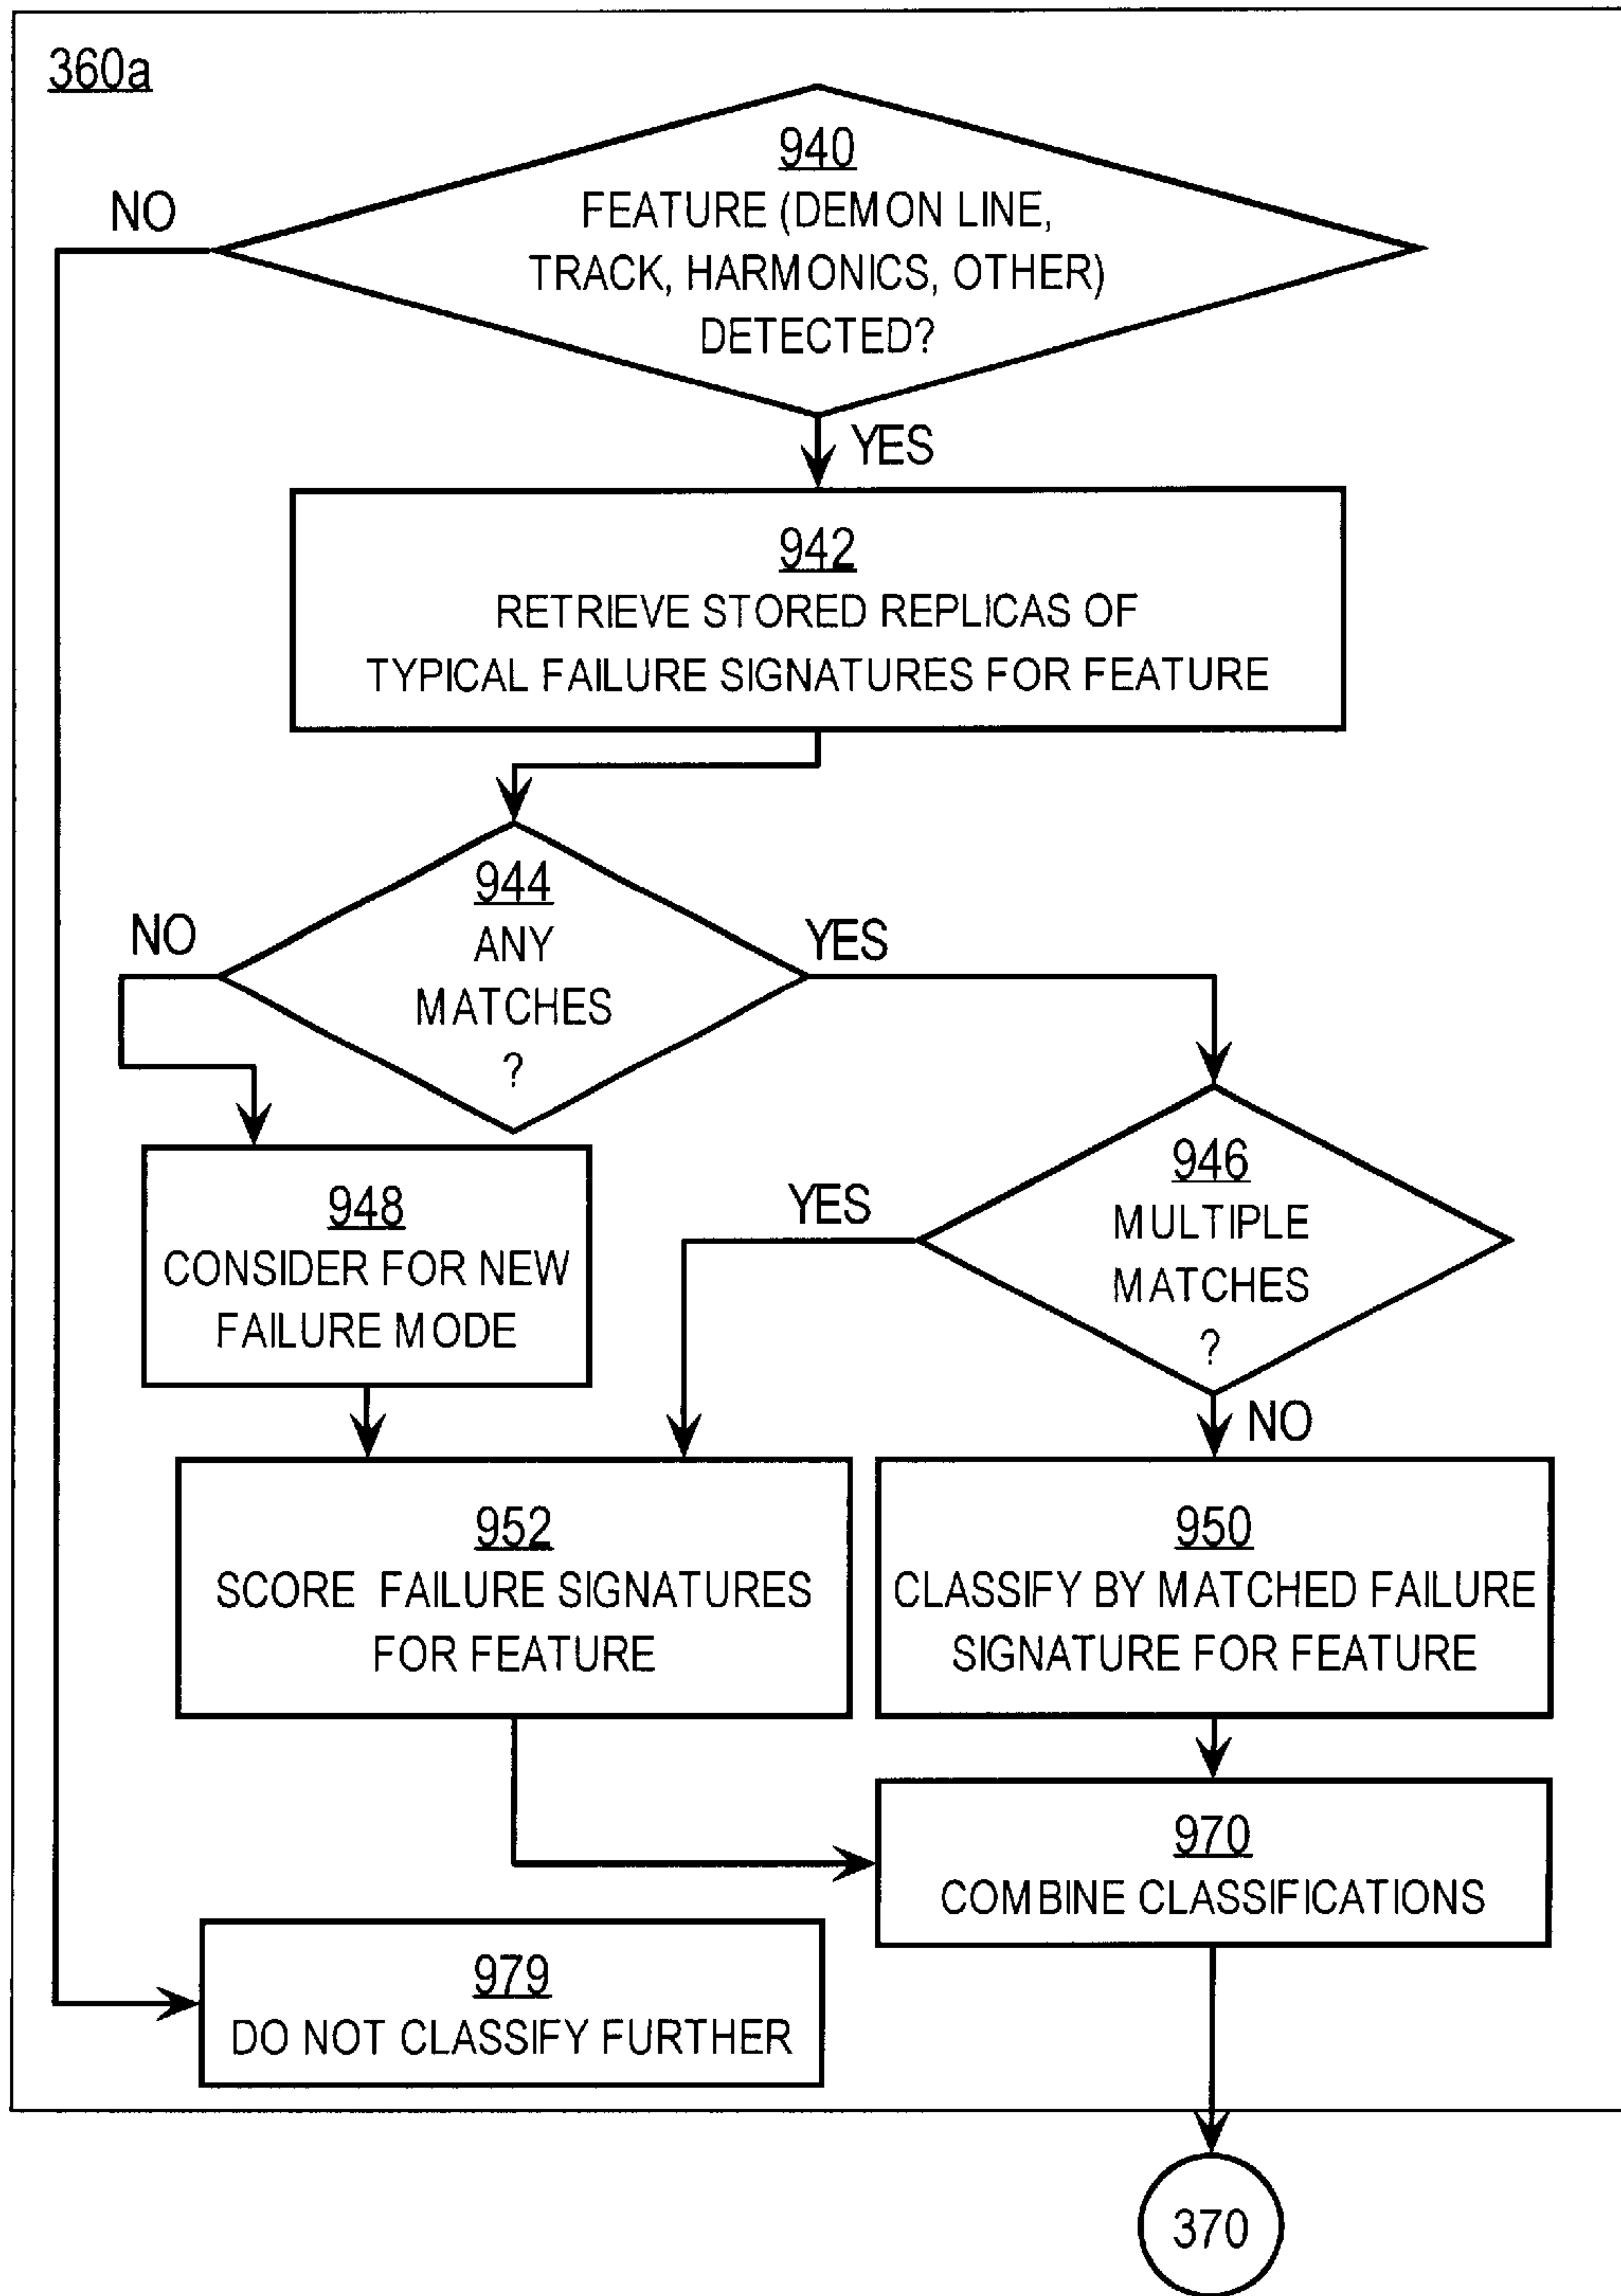 360a
940
FEATURE (DEMON LINE,
TRACK, HARMONICS, OTHER)
DETECTED?
NO
YES
942
RETRIEVE STORED REPLICAS OF
TYPICAL FAILURE SIGNATURES FOR FEATURE
944
ANY
MATCHES
?
NO
YES
946
MULTIPLE
MATCHES
?
YES
NO
948
CONSIDER FOR NEW
FAILURE MODE
952
SCORE FAILURE SIGNATURES
FOR FEATURE
950
CLASSIFY BY MATCHED FAILURE
SIGNATURE FOR FEATURE
970
COMBINE CLASSIFICATIONS
979
DO NOT CLASSIFY FURTHER
370